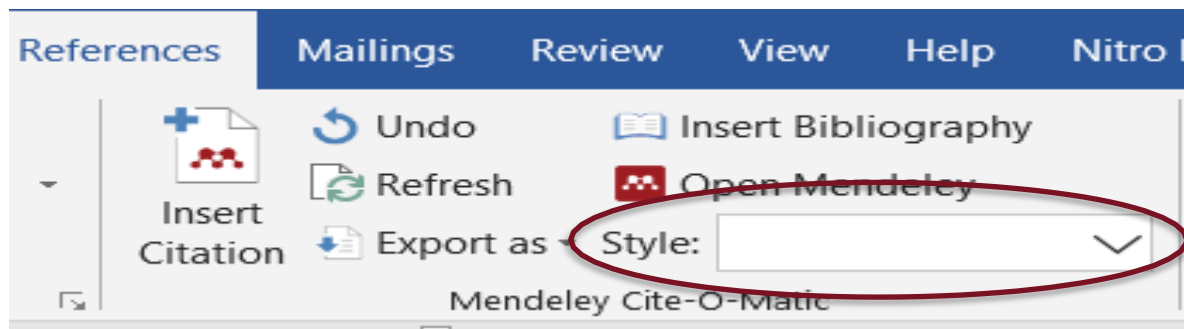 References Mailings Review View Help Nitro
Undo Insert Bibliography
Refresh Open Mendeley
Insert
Citation Export as Style:
Mendeley Cite-O-Matic